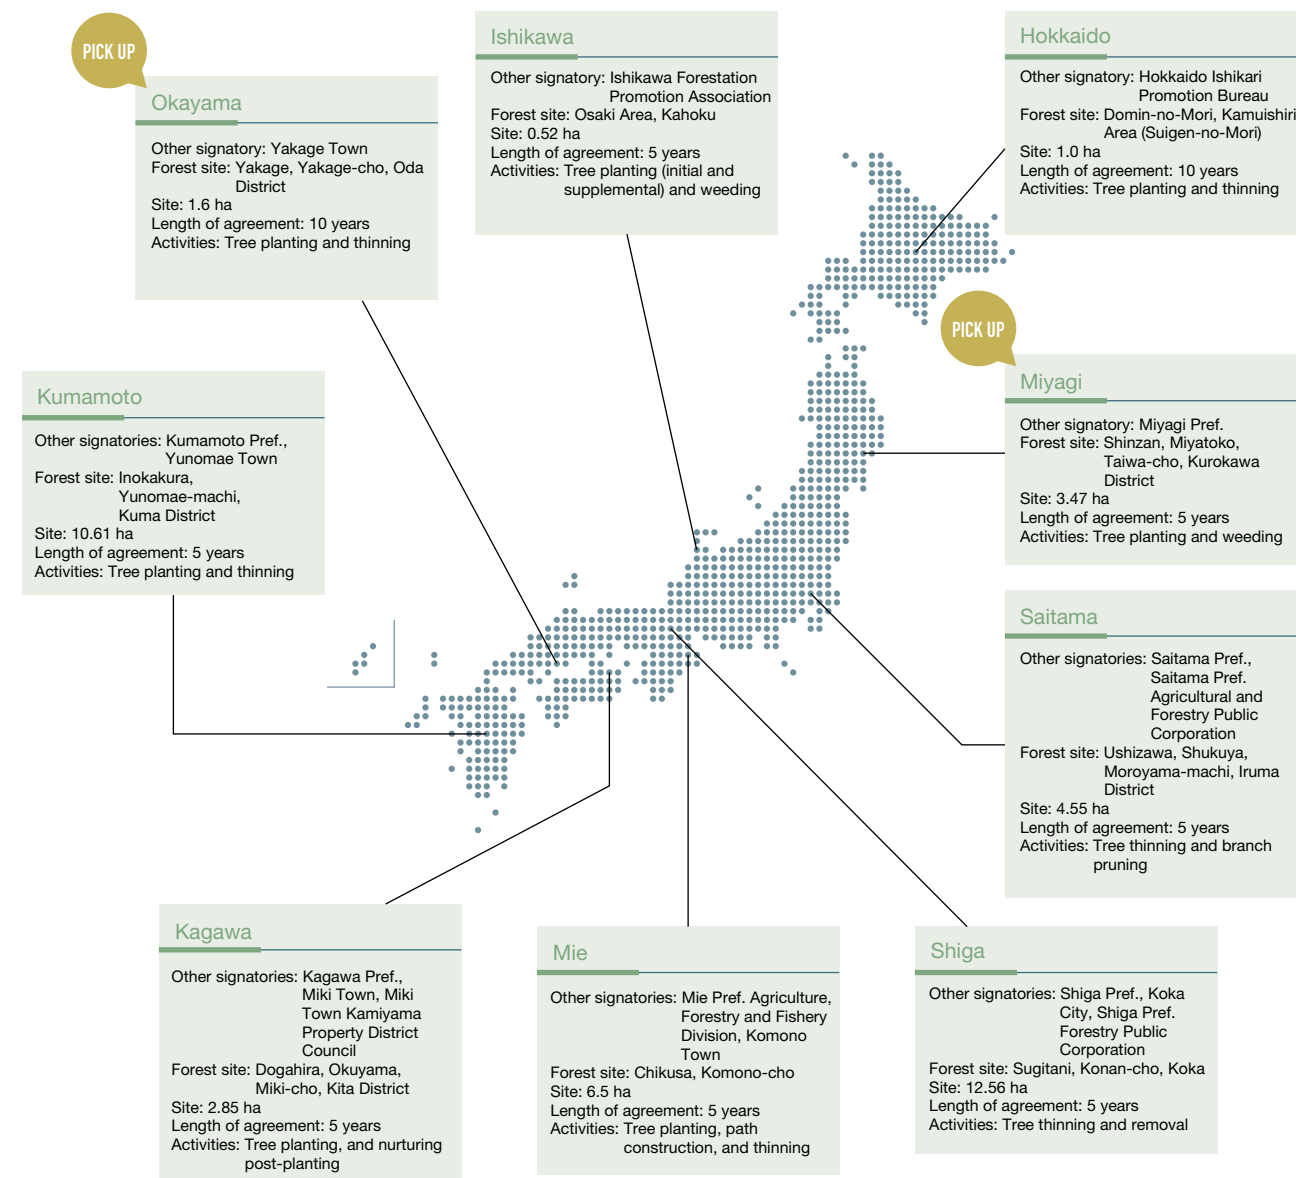 PICK UP
Okayama
Other signatory: Yakage Town
Forest site: Yakage, Yakage-cho, Oda
District
Site: 1.6 ha
Length of agreement: 10 years
Activities: Tree planting and thinning
Ishikawa
Other signatory: Ishikawa Forestation
Promotion Association
Forest site: Osaki Area, Kahoku
Site: 0.52 ha
Length of agreement: 5 years
Activities: Tree planting (initial and
supplemental) and weeding
Hokkaido
Other signatory: Hokkaido Ishikari
Promotion Bureau
Forest site: Domin-no-Mori, Kamuishiri
Area (Suigen-no-Mori)
Site: 1.0 ha
Length of agreement: 10 years
Activities: Tree planting and thinning
Kumamoto
Other signatories: Kumamoto Pref.,
Yunomae Town
Forest site: Inokakura,
Yunomae-machi,
Kuma District
Site: 10.61 ha
Length of agreement: 5 years
Activities: Tree planting and thinning
PICK UP
Miyagi
Other signatory: Miyagi Pref.
Forest site: Shinzan, Miyatoko,
Taiwa-cho, Kurokawa
District
Site: 3.47 ha
Length of agreement: 5 years
Activities: Tree planting and weeding
Saitama
Other signatories: Saitama Pref.,
Saitama Pref.
Agricultural and
Forestry Public
Corporation
Forest site: Ushizawa, Shukuya,
Moroyama-machi, Iruma
District
Site: 4.55 ha
Length of agreement: 5 years
Activities: Tree thinning and branch
pruning
Kagawa
Other signatories: Kagawa Pref.,
Miki Town, Miki
Town Kamiyama
Property District
Council
Forest site: Dogahira, Okuyama,
Miki-cho, Kita District
Site: 2.85 ha
Length of agreement: 5 years
Activities: Tree planting, and nurturing
post-planting
Mie
Other signatories: Mie Pref. Agriculture,
Forestry and Fishery
Division, Komono
Town
Forest site: Chikusa, Komono-cho
Site: 6.5 ha
Length of agreement: 5 years
Activities: Tree planting, path
construction, and thinning
Shiga
Other signatories: Shiga Pref., Koka
City, Shiga Pref.
Forestry Public
Corporation
Forest site: Sugitani, Konan-cho, Koka
Site: 12.56 ha
Length of agreement: 5 years
Activities: Tree thinning and removal